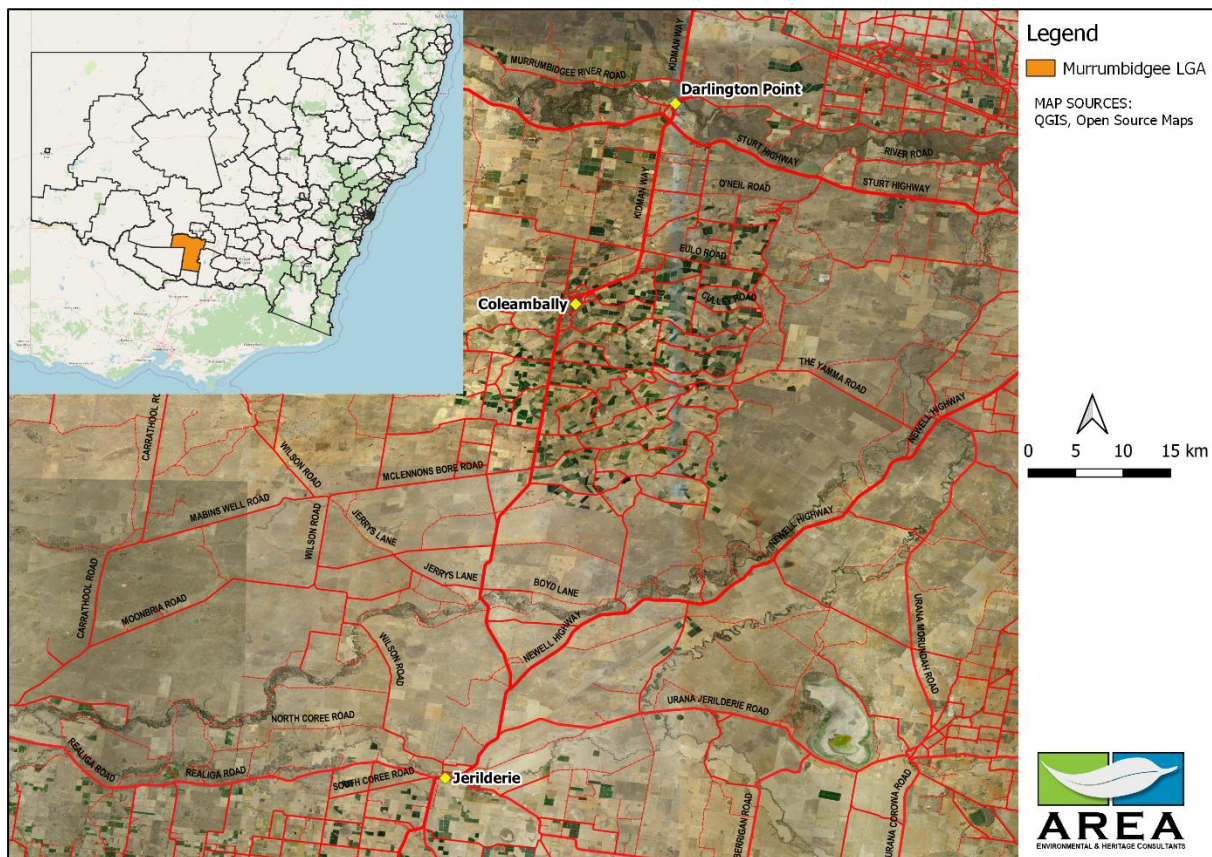 Legend
Murrumbidgee LGA
MAP SOURCES:
QGIS, Open Source Maps
KIDMAN WAY
MURRUMBIDGEE RIVER ROAD
Darlington Point
STURT HIGHWAY
RIVER ROAD
STURT HIGHWAY
O'NEIL ROAD
KIDMAN WAY
EULO ROAD
CULLEY ROAD
Coleambally
THE YAMMA ROAD
NEWELL HIGHWAY
CARRATHOOL RO
WILSON ROAD
MCLENNONS BORE ROAD
MABINS WELL ROAD
WILSON ROAD
JERRYS LANE
JERRYS LANE
BOYD LANE
NEWELL HIGHWAY
CARRATHOOL ROAD
MOONBRIA ROAD
WILSON ROAD
NEWELL HIGHWAY
URANA MORUNDAH ROAD
URANA JERILDERIE ROAD
NORTH COREE ROAD
REALIGA ROAD
REALIGA ROAD
SOUTH COREE ROAD
Jerilderie
BERRIGAN ROAD
URANA COROWA ROAD
0 5 10 15 km
AREA
ENVIRONMENTAL & HERITAGE CONSULTANTS